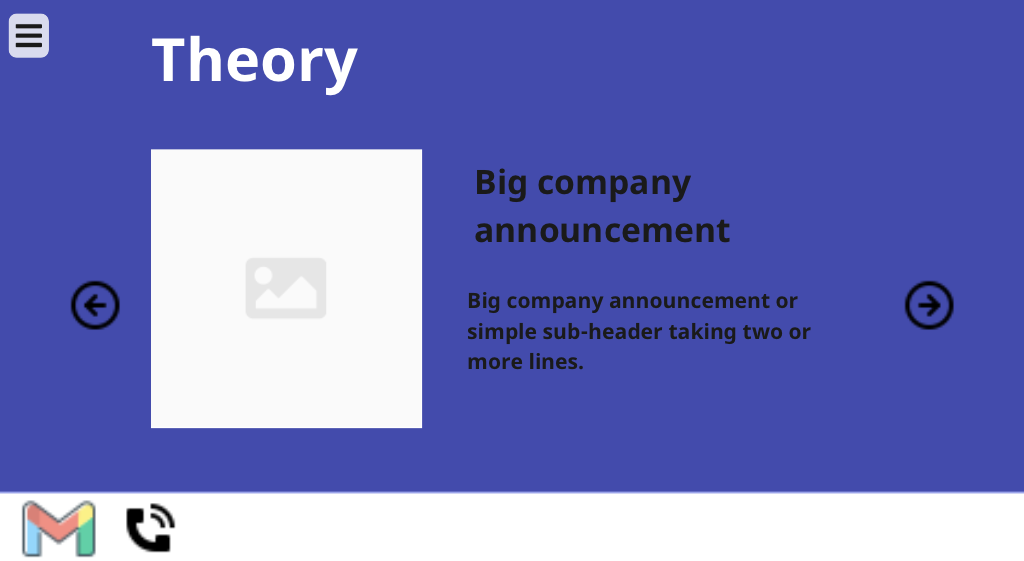 Theory
Big company
announcement
Big company announcement or
simple sub-header taking two or
more lines.